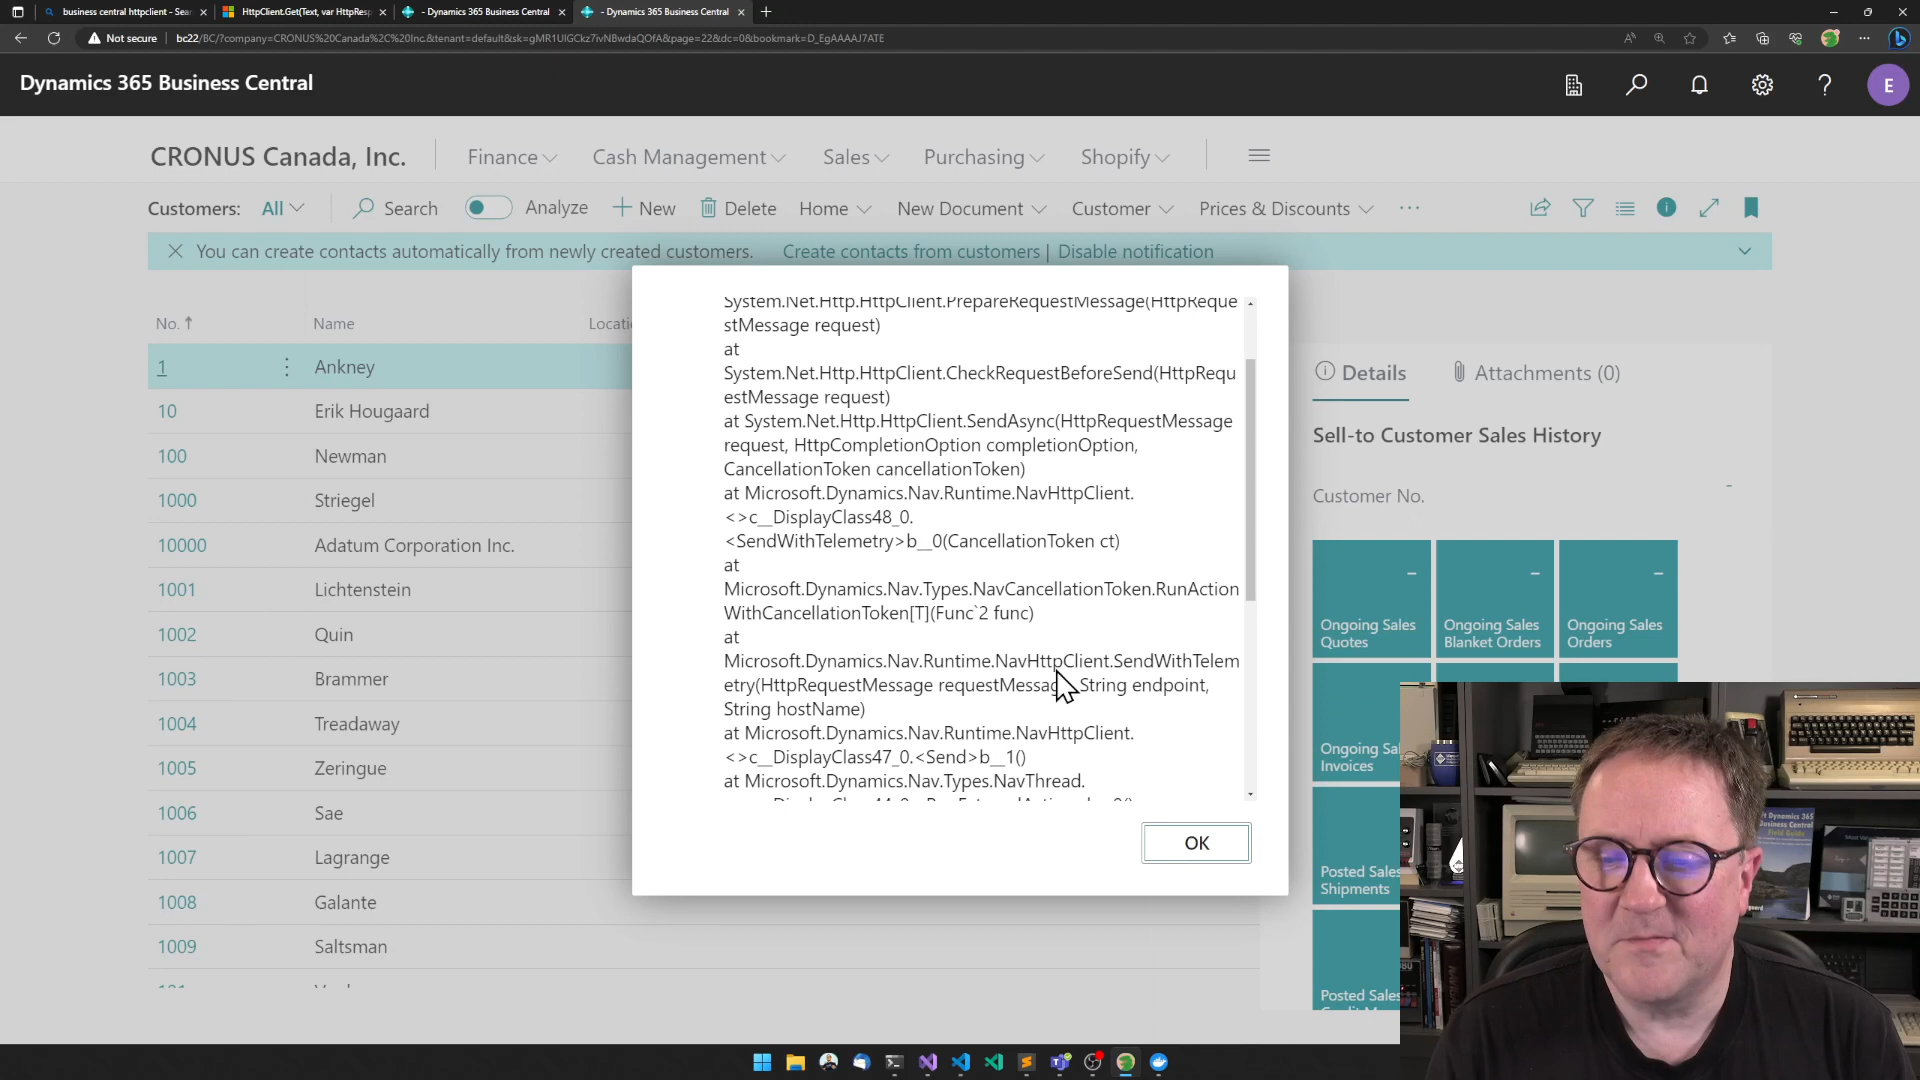 business central httpclient - Sear
HttpClient.Get(Text, var HttpResp
- Dynamics 365 Business Central
- Dynamics 365 Business Central
Not secure
bc22/BC/?company=CRONUS%20Canada%2C%20Inc.&tenant=default&sk=gMR1UIGCkz7ivNBwdaQOfA&page=22&dc=0&bookmark=D_EgAAAAJ7ATE
Dynamics 365 Business Central
E
CRONUS Canada, Inc.
Finance
Cash Management
Sales
Purchasing
Shopify
Customers:
All
Search
Analyze
New
Delete
Home
New Document
Customer
Prices & Discounts
You can create contacts automatically from newly created customers.
Create contacts from customers | Disable notification
No. ↑
Name
1
Ankney
10
Erik Hougaard
100
Newman
1000
Striegel
10000
Adatum Corporation Inc.
1001
Lichtenstein
1002
Quin
1003
Brammer
1004
Treadaway
1005
Zeringue
1006
Sae
1007
Lagrange
1008
Galante
1009
Saltsman
System.Net.Http.HttpClient.PrepareRequestMessage(HttpReque
stMessage request)
at
System.Net.Http.HttpClient.CheckRequestBeforeSend(HttpRequ
estMessage request)
at System.Net.Http.HttpClient.SendAsync(HttpRequestMessage
request, HttpCompletionOption completionOption,
CancellationToken cancellationToken)
at Microsoft.Dynamics.Nav.Runtime.NavHttpClient.
<>c__DisplayClass48_0.
<SendWithTelemetry>b__0(CancellationToken ct)
at
Microsoft.Dynamics.Nav.Types.NavCancellationToken.RunAction
WithCancellationToken[T](Func`2 func)
at
Microsoft.Dynamics.Nav.Runtime.NavHttpClient.SendWithTelem
etry(HttpRequestMessage requestMessag String endpoint,
String hostName)
at Microsoft.Dynamics.Nav.Runtime.NavHttpClient.
<>c__DisplayClass47_0.<Send>b__1()
at Microsoft.Dynamics.Nav.Types.NavThread.
OK
Details
Attachments (0)
Sell-to Customer Sales History
Customer No.
Ongoing Sales
Quotes
Ongoing Sales
Blanket Orders
Ongoing Sales
Orders
Ongoing Sa
Invoices
Posted Sales
Shipments
Posted Sales
Dynamics 365
Business Central
Field Guide